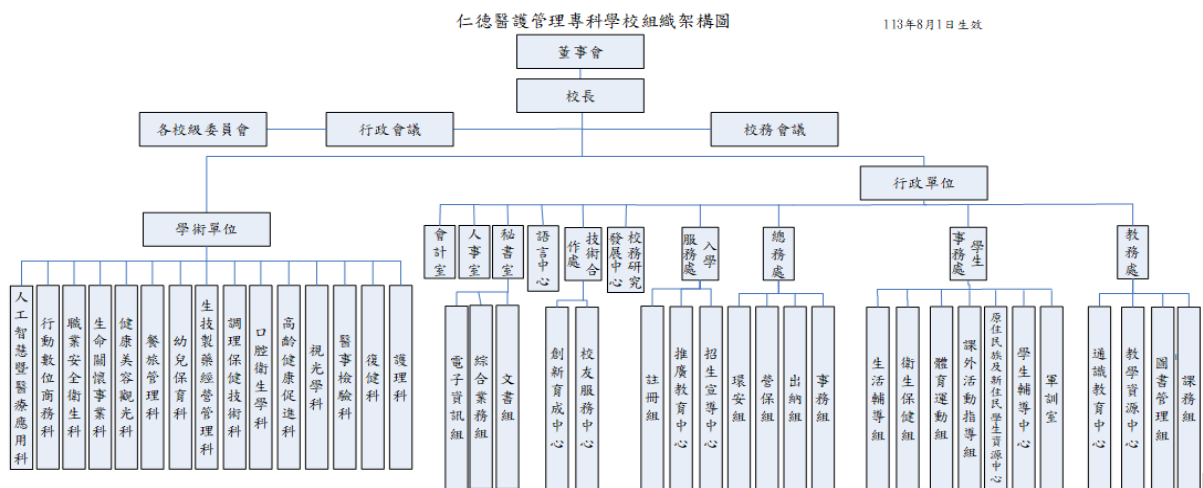 仁德醫護管理專科學校組織架構圖
113年8月1日生效
董事會
校長
各校級委員會
行政會議
校務會議
行政單位
學術單位
會計室
人事室
秘書室
語言中心
技術合作處
校務研究發展中心
入學服務處
總務處
學生事務處
教務處
人工智慧暨醫療應用科
行動數位商務科
職業安全衛生科
生命關懷事業科
健康美容觀光科
餐旅管理科
幼兒保育科
生技製藥經營管理科
調理保健技術科
口腔衛生學科
高齡健康促進科
視光學科
醫事檢驗科
復健科
護理科
電子資訊組
綜合業務組
文書組
創新育成中心
校友服務中心
註冊組
推廣教育中心
招生宣導中心
環安組
營保組
出納組
事務組
生活輔導組
衛生保健組
體育運動組
課外活動指導組
原住民族及新住民學生資源中心
學生輔導中心
軍訓室
通識教育中心
教學資源中心
圖書管理組
課務組